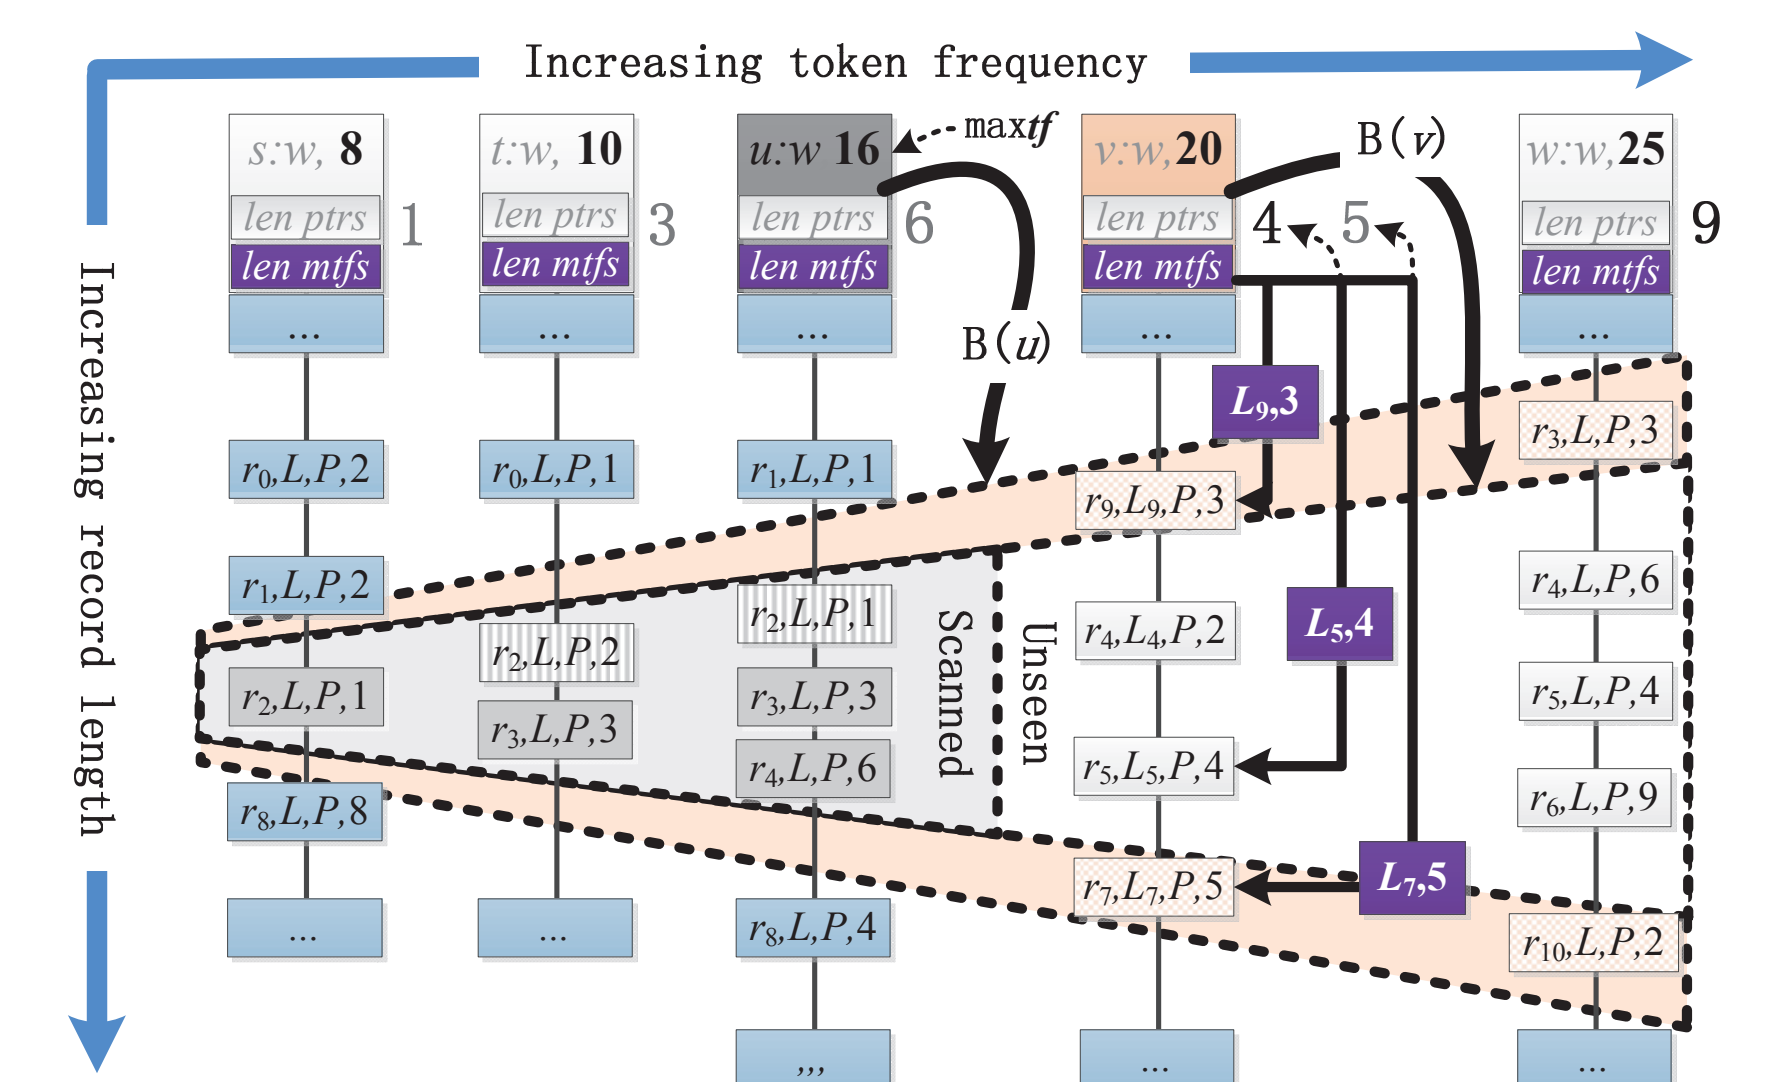 Increasing token frequency
Increasing record length
s:w, 8
len ptrs
len mtfs
1
...
r0,L,P,2
r1,L,P,2
r2,L,P,1
r8,L,P,8
...
t:w, 10
len ptrs
len mtfs
3
...
r0,L,P,1
r2,L,P,2
r3,L,P,3
...
u:w 16
len ptrs
len mtfs
6
maxtf
B(u)
...
r1,L,P,1
r2,L,P,1
r3,L,P,3
r4,L,P,6
r8,L,P,4
,,,
Scanned
Unseen
v:w,20
len ptrs
len mtfs
4
5
B(v)
...
L9,3
r9,L9,P,3
r4,L4,P,2
L5,4
r5,L5,P,4
L7,5
r7,L7,P,5
...
w:w,25
len ptrs
len mtfs
9
...
r3,L,P,3
r4,L,P,6
r5,L,P,4
r6,L,P,9
r10,L,P,2
...